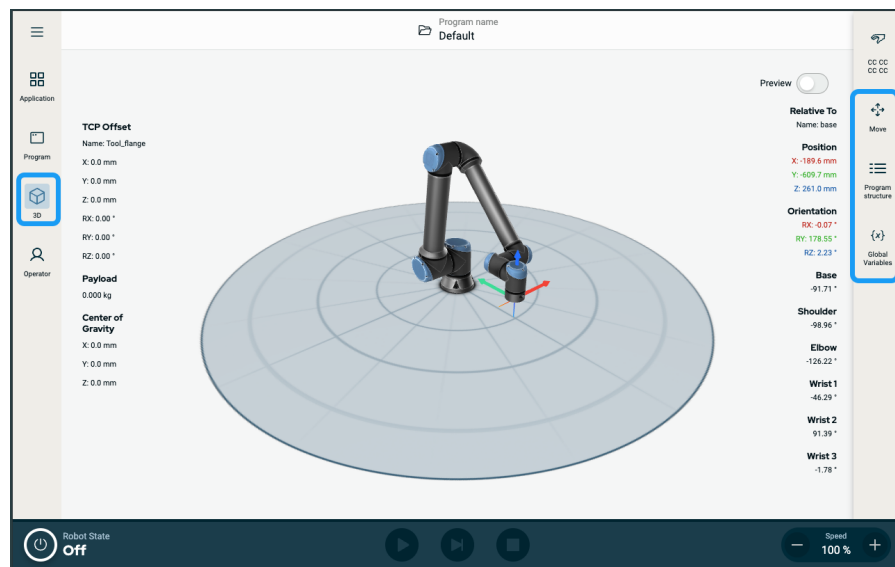 Program name
Default
Application
Program
3D
Operator
TCP Offset
Name: Tool_flange
X: 0.0 mm
Y: 0.0 mm
Z: 0.0 mm
RX: 0.00 °
RY: 0.00 °
RZ: 0.00 °
Payload
0.000 kg
Center of
Gravity
X: 0.0 mm
Y: 0.0 mm
Z: 0.0 mm
Preview
Relative To
Name: base
Position
X: -189.6 mm
Y: -609.7 mm
Z: 261.0 mm
Orientation
RX: -0.07 °
RY: 178.55 °
RZ: 2.23 °
Base
-91.71 °
Shoulder
-98.96 °
Elbow
-126.22 °
Wrist 1
-46.29 °
Wrist 2
91.39 °
Wrist 3
-1.78 °
CC CC
CC CC
Move
Program
structure
{x}
Global
Variables
Robot State
Off
Speed
100 %